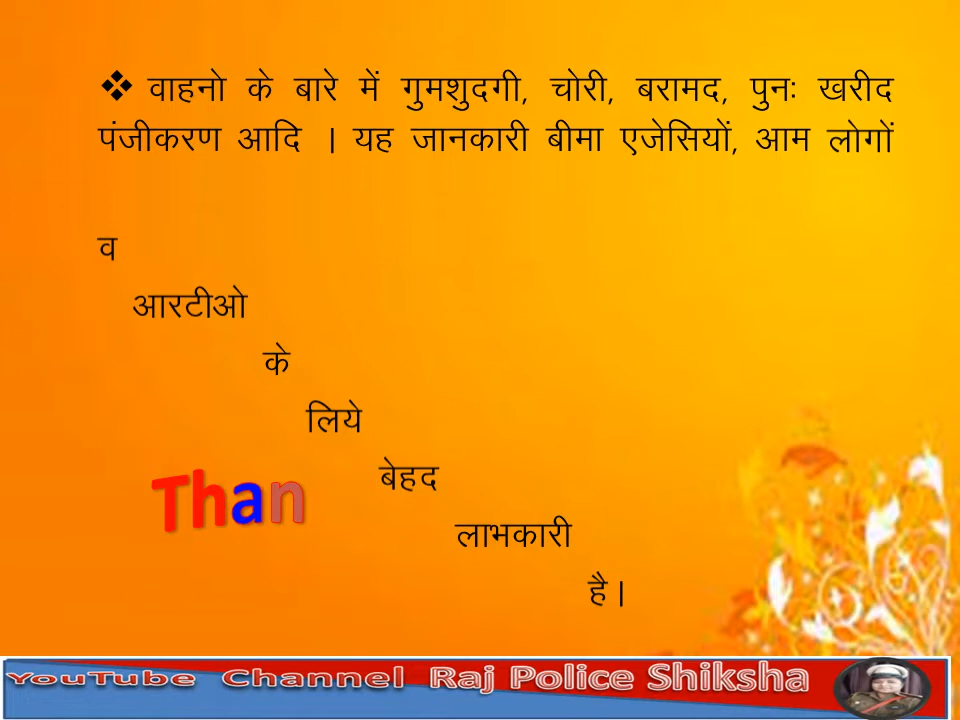 ❖ वाहनो के बारे में गुमशुदगी, चोरी, बरामद, पुनः खरीद
पंजीकरण आदि । यह जानकारी बीमा एजेसियों, आम लोगों
व
आरटीओ
के
लिये
बेहद
लाभकारी
है।
Than
YouTube Channel Raj Police Shiksha